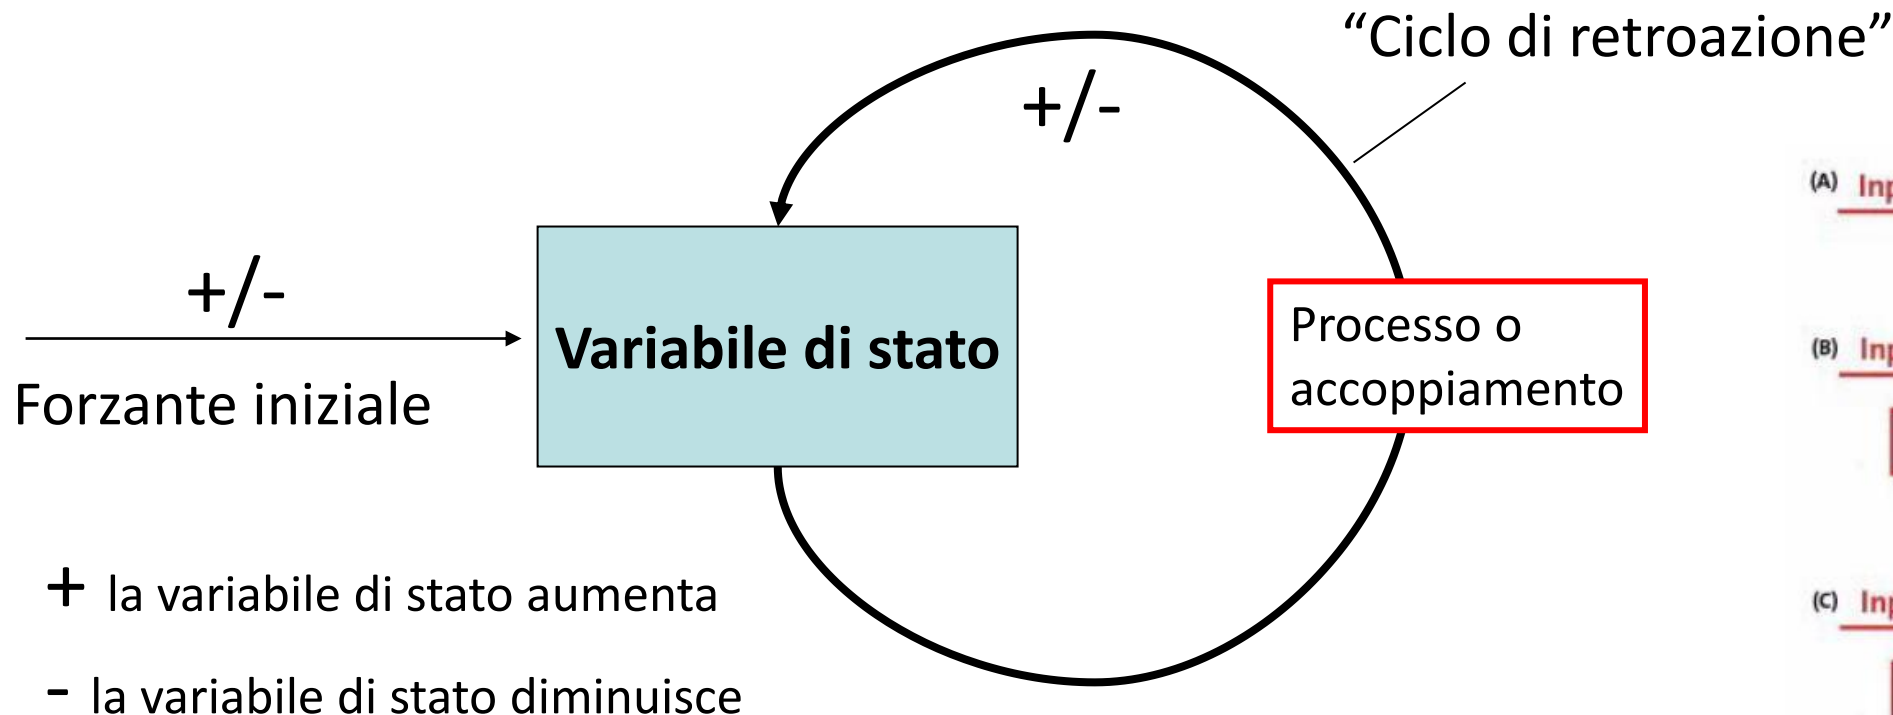 “Ciclo di retroazione”
+/-
+/-
Forzante iniziale
Variabile di stato
Processo o
accoppiamento
+ la variabile di stato aumenta
- la variabile di stato diminuisce
(A)
(B)
(C)